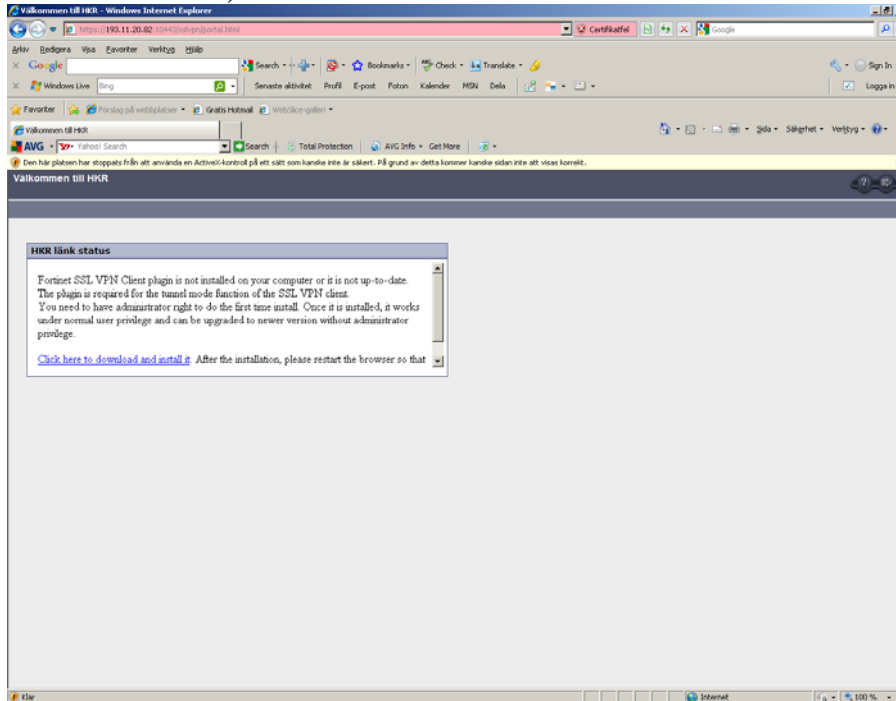 Välkommen till HKR - Windows Internet Explorer
https://193.11.20.82:10443/sslvpn/portal.html Certifikatfel Google
Arkiv Redigera Visa Favoriter Verktyg Hjälp
Google Search Bookmarks Check Translate Sign In
Windows Live Bing Senaste aktivitet Profil E-post Foton Kalender MSN Dela Logga in
Favoriter Förslag på webbplatser Gratis Hotmail Web Slice-galleri
Välkommen till HKR Sida Säkerhet Verktyg
AVG Yahoo! Search Search Total Protection AVG Info Get More
Den här platsen har stoppats från att använda en ActiveX-kontroll på ett sätt som kanske inte är säkert. På grund av detta kommer kanske sidan inte att visas korrekt.
Välkommen till HKR
HKR länk status
Fortinet SSL VPN Client plugin is not installed on your computer or it is not up-to-date.
The plugin is required for the tunnel mode function of the SSL VPN client.
You need to have administrator right to do the first time install. Once it is installed, it works
under normal user privilege and can be upgraded to newer version without administrator
privilege.
Click here to download and install it. After the installation, please restart the browser so that
Klar Internet 100 %